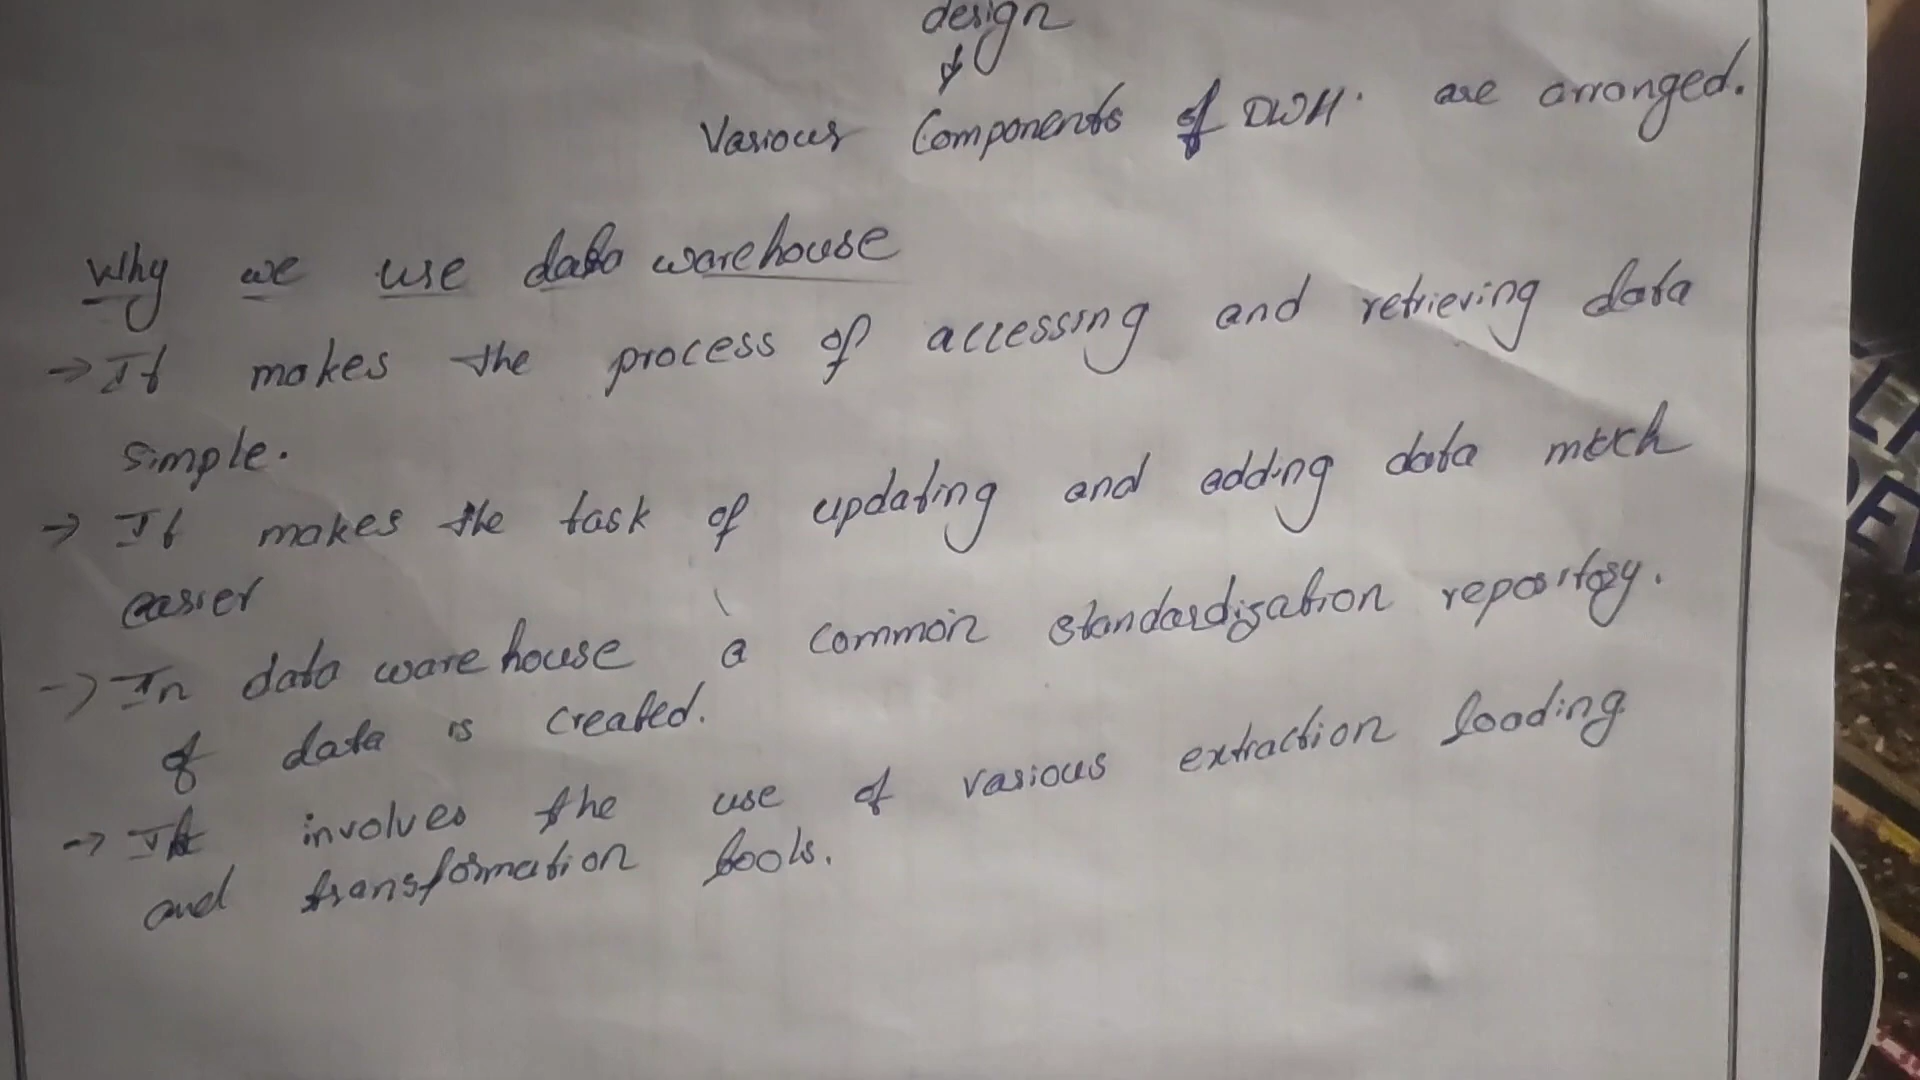 design
↓
Various Components of DWH. are arranged.
Why we use data warehouse
→ It makes the process of accessing and retrieving data
simple.
→ It makes the task of updating and adding data much
easier
→ In data warehouse a common standardization repository.
of data is created.
→ It involves the use of various extraction loading
and transformation tools.